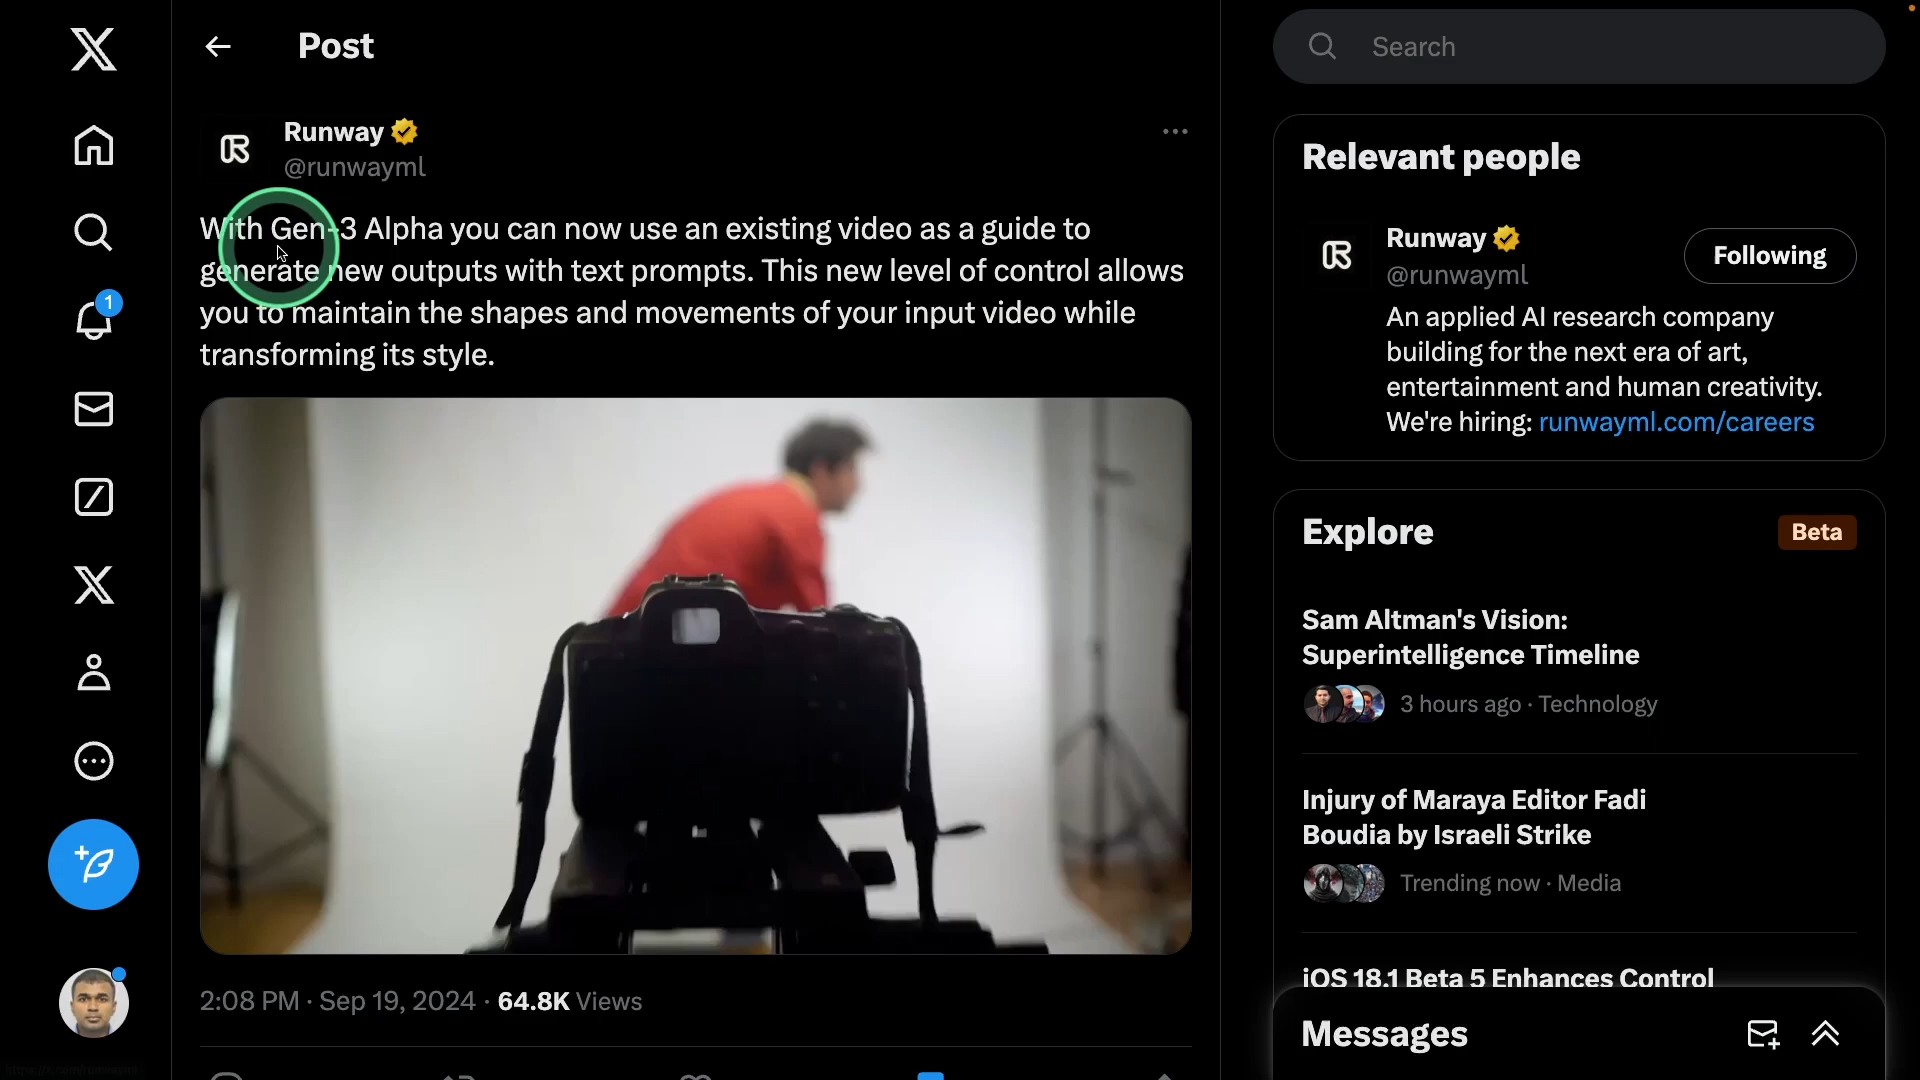 Post
Runway
@runwayml
With Gen-3 Alpha you can now use an existing video as a guide to
generate new outputs with text prompts. This new level of control allows
you to maintain the shapes and movements of your input video while
transforming its style.
2:08 PM · Sep 19, 2024 · 64.8K Views
1
Search
Relevant people
Runway
@runwayml
Following
An applied AI research company
building for the next era of art,
entertainment and human creativity.
We're hiring: runwayml.com/careers
Explore
Beta
Sam Altman's Vision:
Superintelligence Timeline
3 hours ago · Technology
Injury of Maraya Editor Fadi
Boudia by Israeli Strike
Trending now · Media
iOS 18.1 Beta 5 Enhances Control
Messages